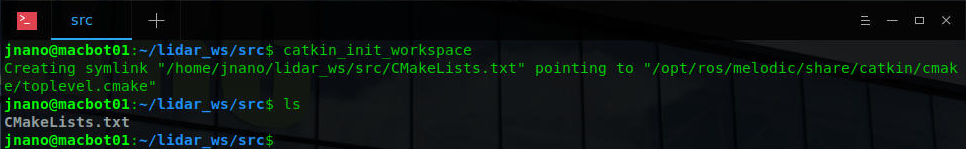 src
jnano@macbot01:~/lidar_ws/src$ catkin_init_workspace
Creating symlink "/home/jnano/lidar_ws/src/CMakeLists.txt" pointing to "/opt/ros/melodic/share/catkin/cmak
e/toplevel.cmake"
jnano@macbot01:~/lidar_ws/src$ ls
CMakeLists.txt
jnano@macbot01:~/lidar_ws/src$